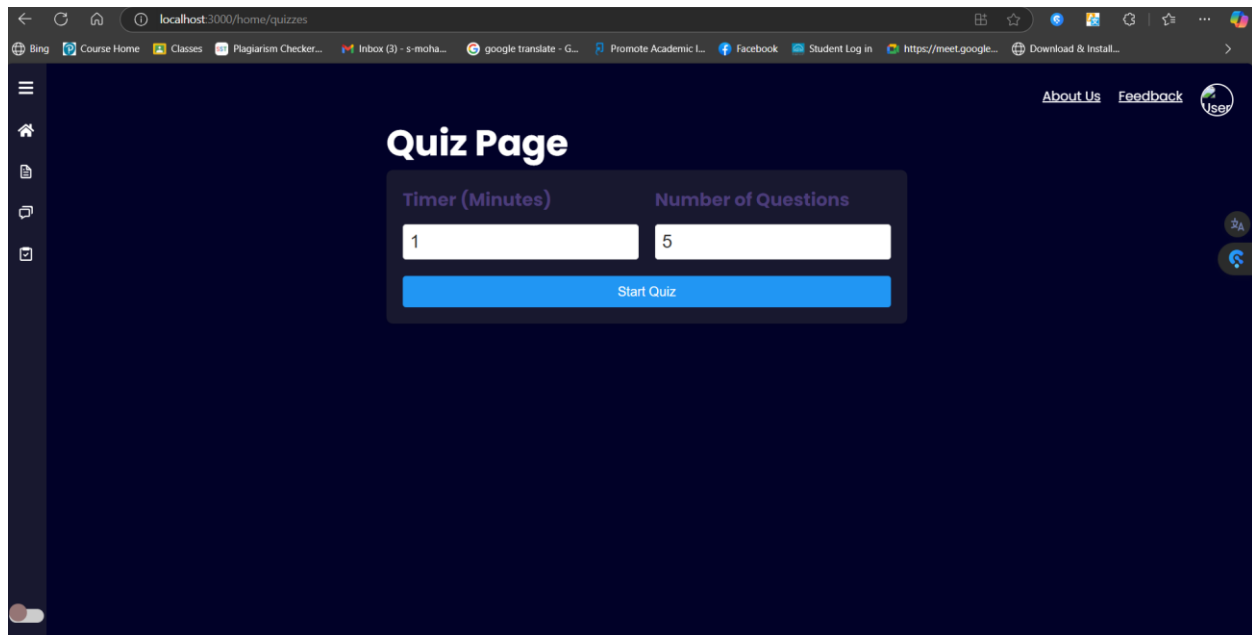 localhost:3000/home/quizzes
Bing Course Home Classes Plagiarism Checker... Inbox (3) - s-moha... google translate - G... Promote Academic I... Facebook Student Log in https://meet.google... Download & Install...
About Us Feedback User
Quiz Page
Timer (Minutes) Number of Questions
1 5
Start Quiz